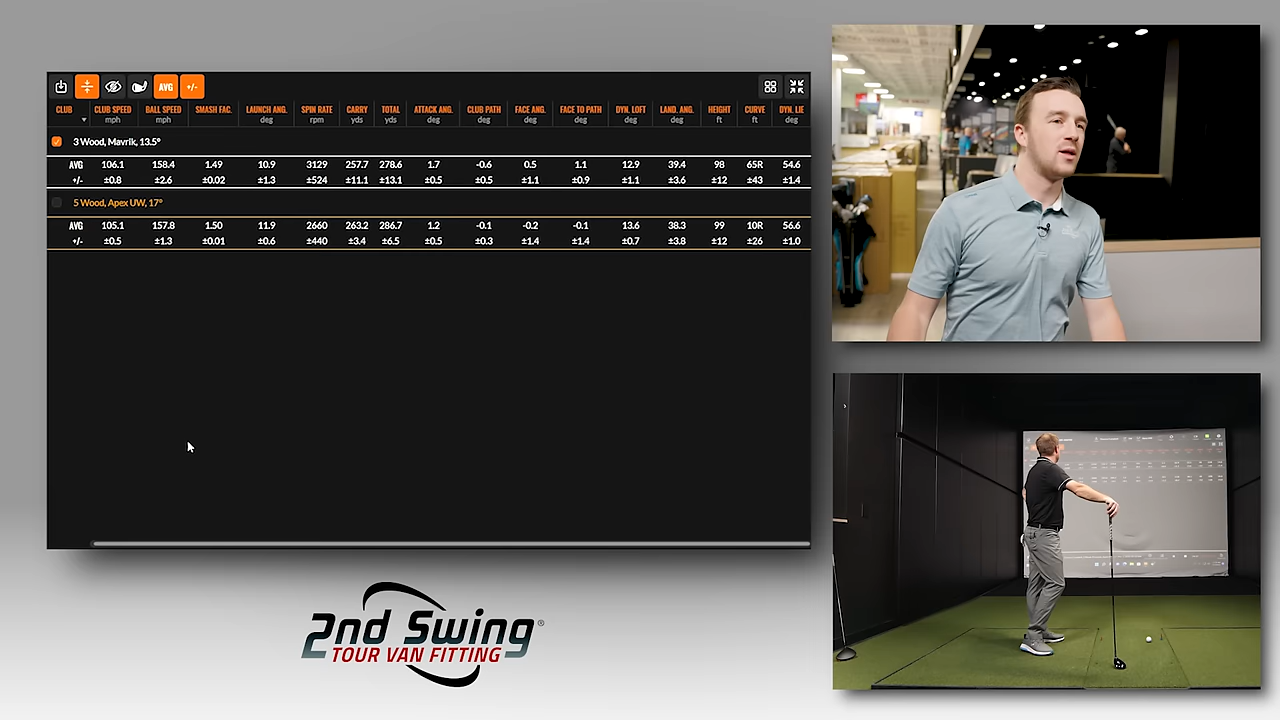 AVG +/-
CLUB CLUB SPEED BALL SPEED SMASH FAC. LAUNCH ANG. SPIN RATE CARRY TOTAL ATTACK ANG. CLUB PATH FACE ANG. FACE TO PATH DYN. LOFT LAND. ANG. HEIGHT CURVE DYN. LIE
mph mph deg rpm yds yds deg deg deg deg deg deg ft ft deg
3 Wood, Mavrik, 13.5°
AVG 106.1 158.4 1.49 10.9 3129 257.7 278.6 1.7 -0.6 0.5 1.1 12.9 39.4 98 65R 54.6
+/- ±0.8 ±2.6 ±0.02 ±1.3 ±524 ±11.1 ±13.1 ±0.5 ±0.5 ±1.1 ±0.9 ±1.1 ±3.6 ±12 ±43 ±1.4
5 Wood, Apex UW, 17°
AVG 105.1 157.8 1.50 11.9 2660 263.2 286.7 1.2 -0.1 -0.2 -0.1 13.6 38.3 99 10R 56.6
+/- ±0.5 ±1.3 ±0.01 ±0.6 ±440 ±3.4 ±6.5 ±0.5 ±0.3 ±1.4 ±1.4 ±0.7 ±3.8 ±12 ±26 ±1.0
2nd Swing®
TOUR VAN FITTING